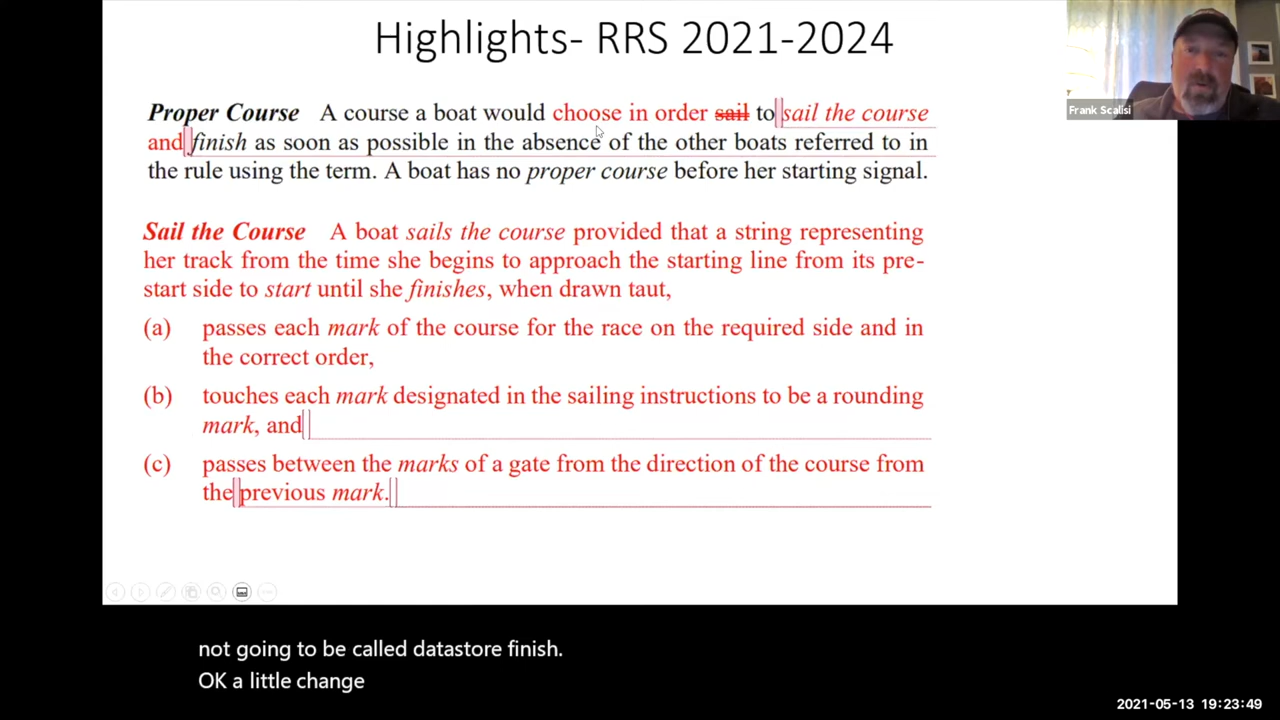 Highlights- RRS 2021-2024
Frank Scalisi
Proper Course A course a boat would choose in order sail to sail the course
and finish as soon as possible in the absence of the other boats referred to in
the rule using the term. A boat has no proper course before her starting signal.
Sail the Course A boat sails the course provided that a string representing
her track from the time she begins to approach the starting line from its pre-
start side to start until she finishes, when drawn taut,
(a) passes each mark of the course for the race on the required side and in
the correct order,
(b) touches each mark designated in the sailing instructions to be a rounding
mark, and
(c) passes between the marks of a gate from the direction of the course from
the previous mark.
not going to be called datastore finish.
OK a little change
2021-05-13 19:23:49